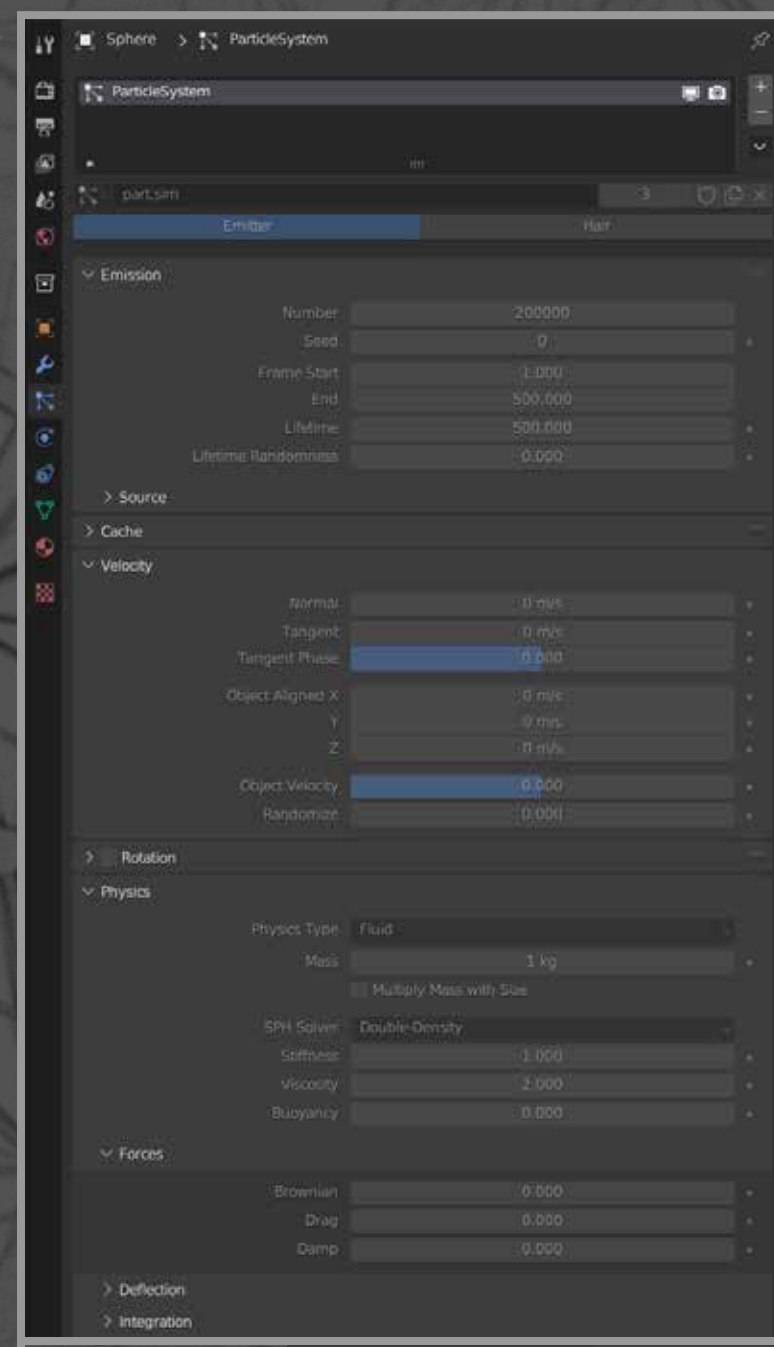 Sphere > ParticleSystem
ParticleSystem
part.sim 3
Emitter Hair
Emission
Number 200000
Seed 0
Frame Start 1.000
End 500.000
Lifetime 500.000
Lifetime Randomness 0.000
Source
Cache
Velocity
Normal 0 m/s
Tangent 0 m/s
Tangent Phase 0.000
Object Aligned X 0 m/s
Y 0 m/s
Z 0 m/s
Object Velocity 0.000
Randomize 0.000
Rotation
Physics
Physics Type Fluid
Mass 1 kg
Multiply Mass with Size
SPH Solver Double-Density
Stiffness 1.000
Viscosity 2.000
Buoyancy 0.000
Forces
Brownian 0.000
Drag 0.000
Damp 0.000
Deflection
Integration